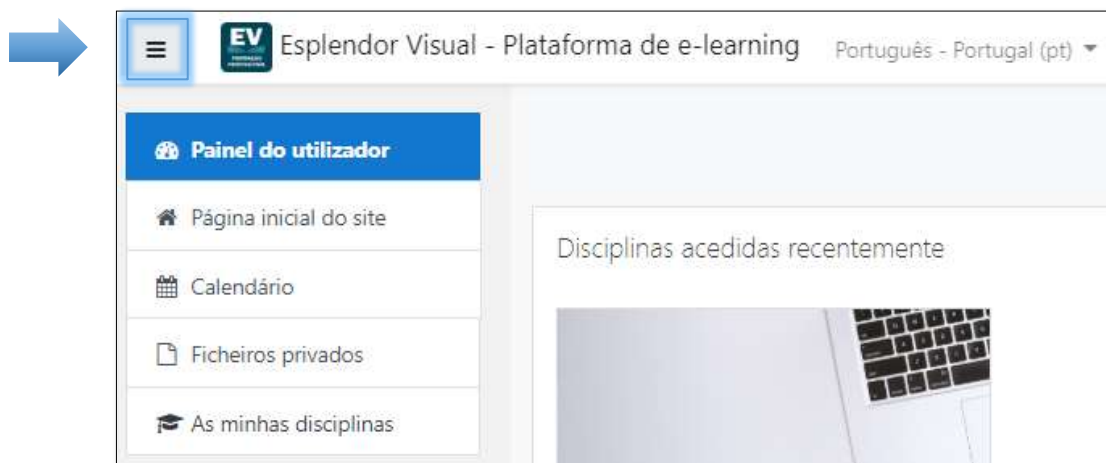 EV
Esplendor Visual - Plataforma de e-learning
Português - Portugal (pt)
Painel do utilizador
Página inicial do site
Calendário
Ficheiros privados
As minhas disciplinas
Disciplinas acedidas recentemente